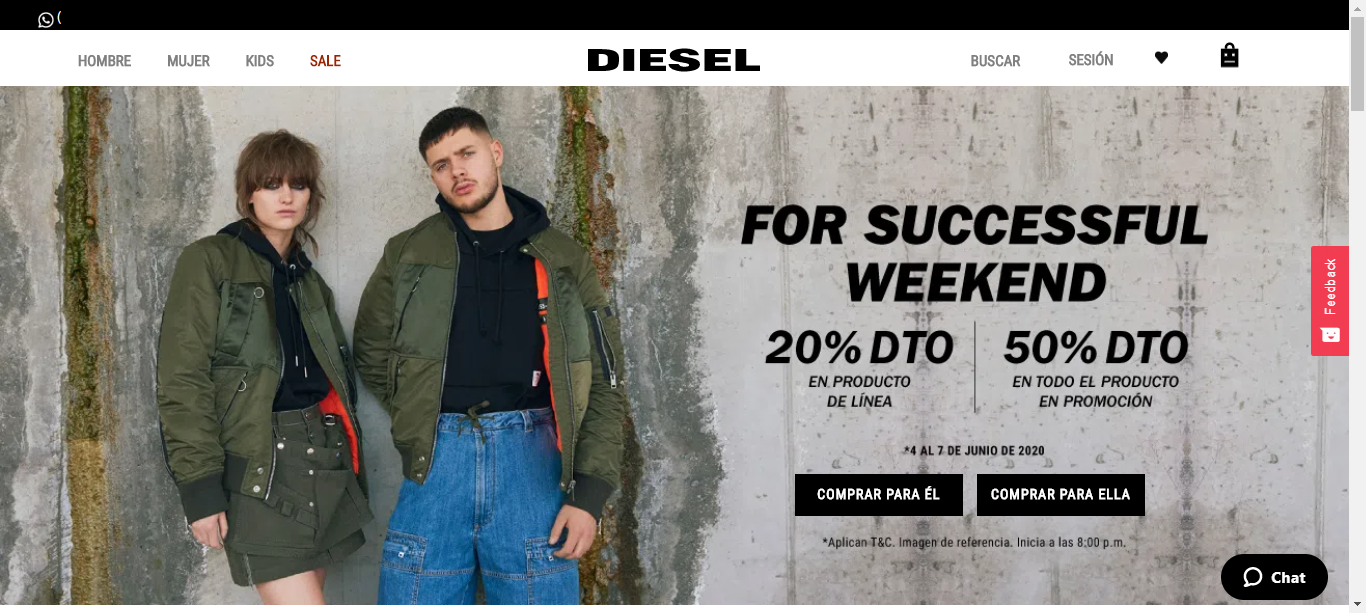 (
HOMBRE MUJER KIDS SALE DIESEL BUSCAR SESIÓN
FOR SUCCESSFUL
WEEKEND
20% DTO 50% DTO
EN PRODUCTO EN TODO EL PRODUCTO
DE LÍNEA EN PROMOCIÓN
*4 AL 7 DE JUNIO DE 2020
COMPRAR PARA ÉL COMPRAR PARA ELLA
*Aplican T&C. Imagen de referencia. Inicia a las 8:00 p.m.
Feedback
Chat